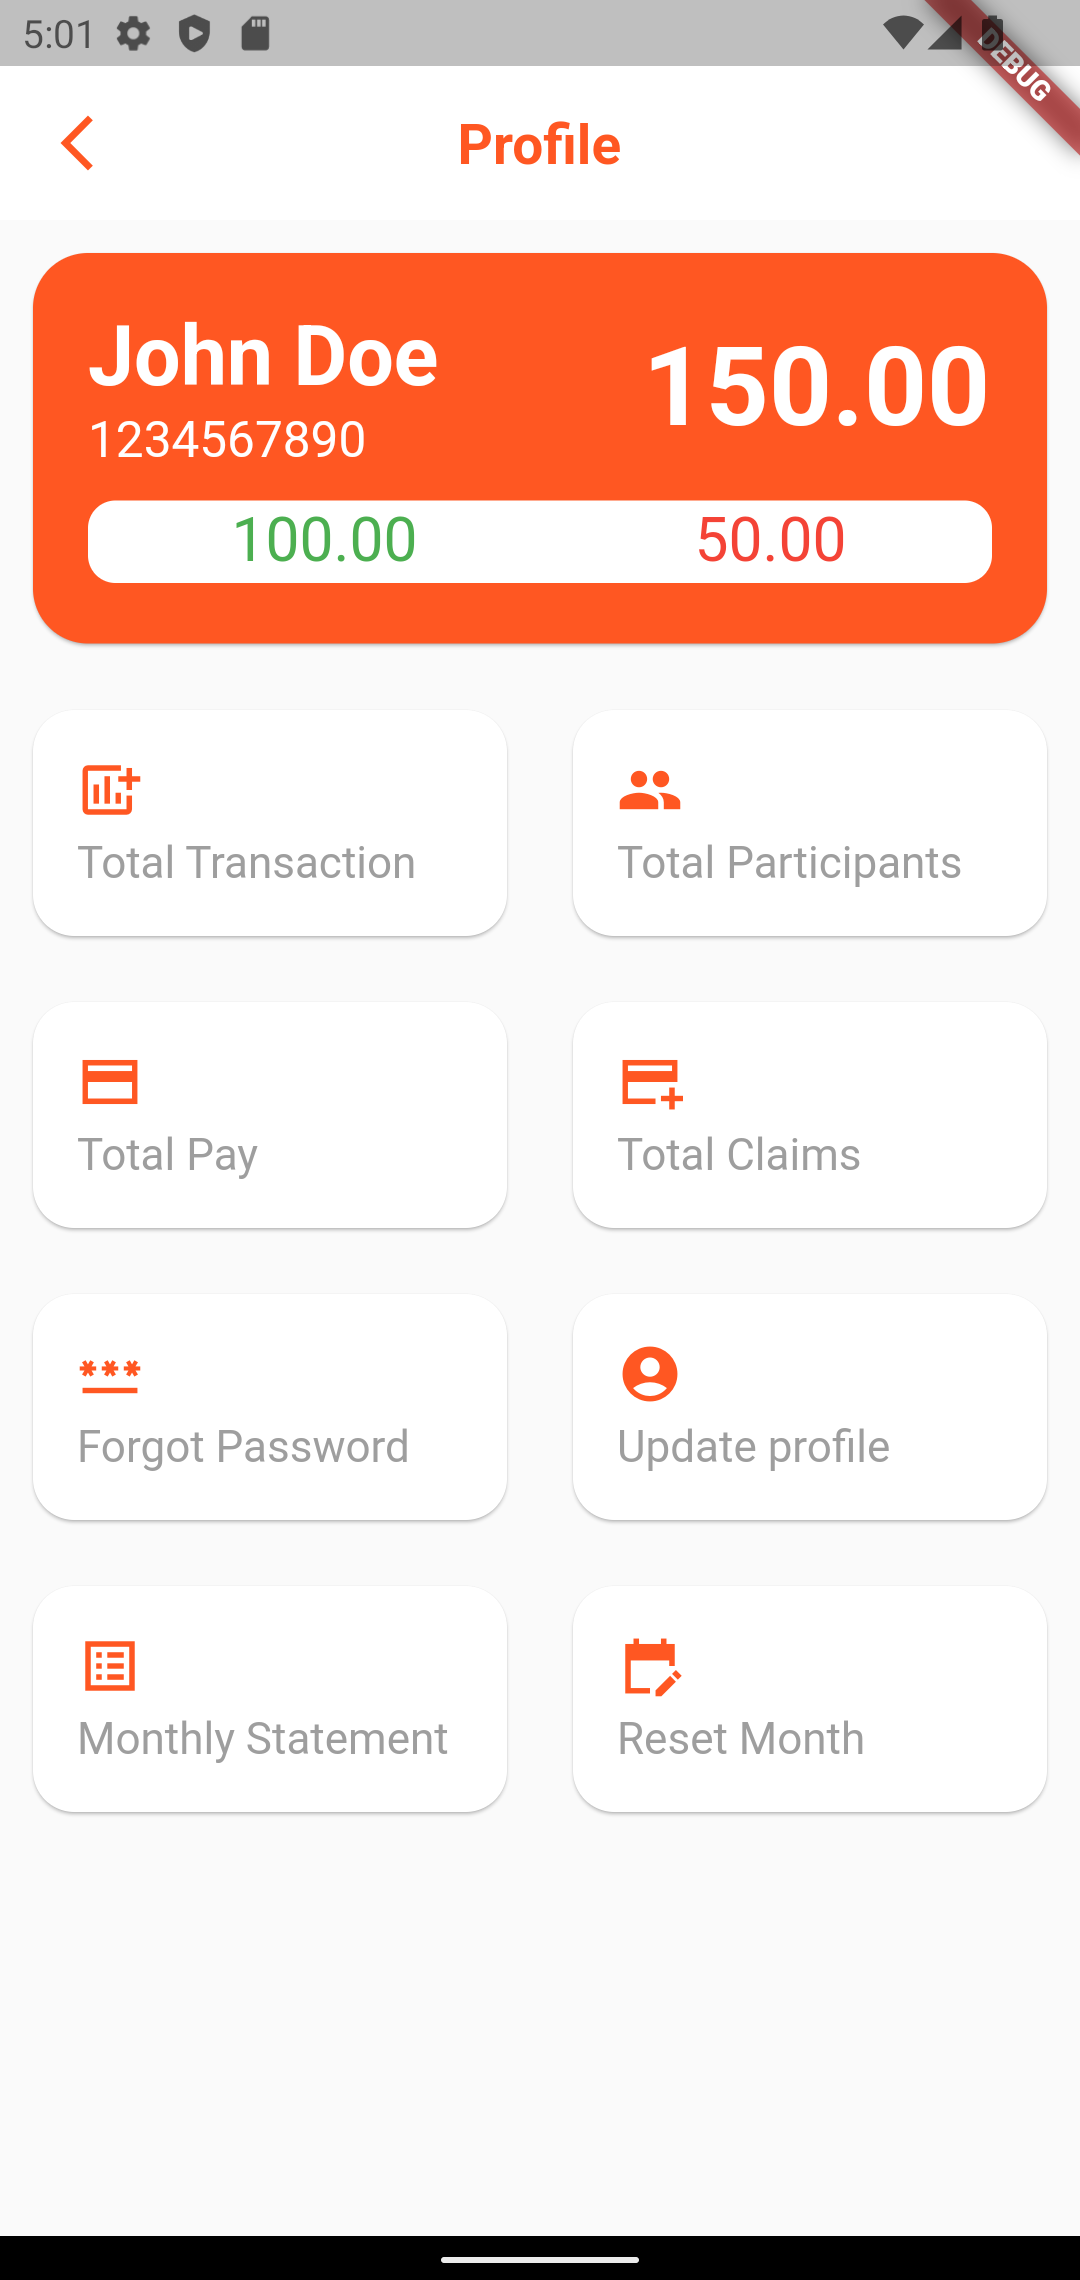 5:01
DEBUG
Profile
John Doe
150.00
1234567890
100.00
50.00
Total Transaction
Total Participants
Total Pay
Total Claims
Forgot Password
Update profile
Monthly Statement
Reset Month